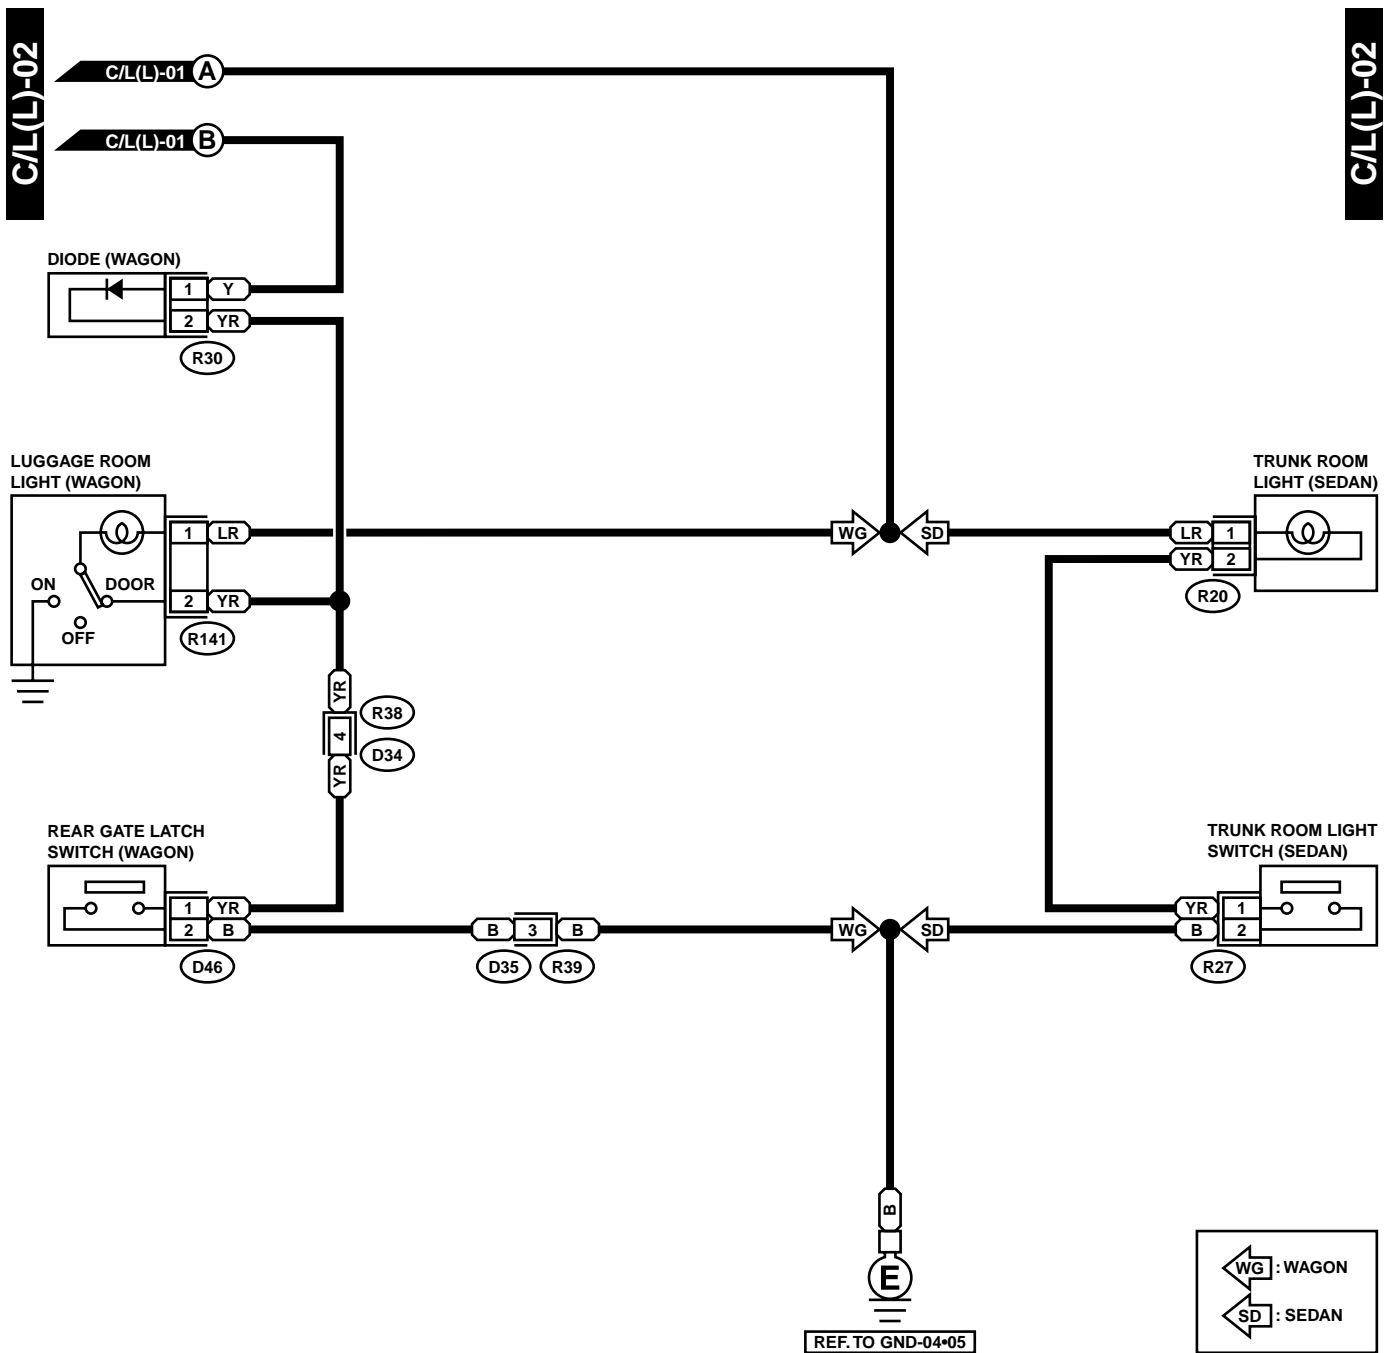 C/L(L)-02
C/L(L)-02
C/L(L)-01 A
C/L(L)-01 B
DIODE (WAGON)
1 Y
2 YR
R30
LUGGAGE ROOM
LIGHT (WAGON)
ON
DOOR
OFF
1 LR
2 YR
R141
WG
SD
TRUNK ROOM
LIGHT (SEDAN)
LR 1
YR 2
R20
YR
4
YR
R38
D34
REAR GATE LATCH
SWITCH (WAGON)
1 YR
2 B
D46
B 3 B
D35
R39
WG
SD
TRUNK ROOM LIGHT
SWITCH (SEDAN)
YR 1
B 2
R27
B
E
REF. TO GND-04•05
WG : WAGON
SD : SEDAN